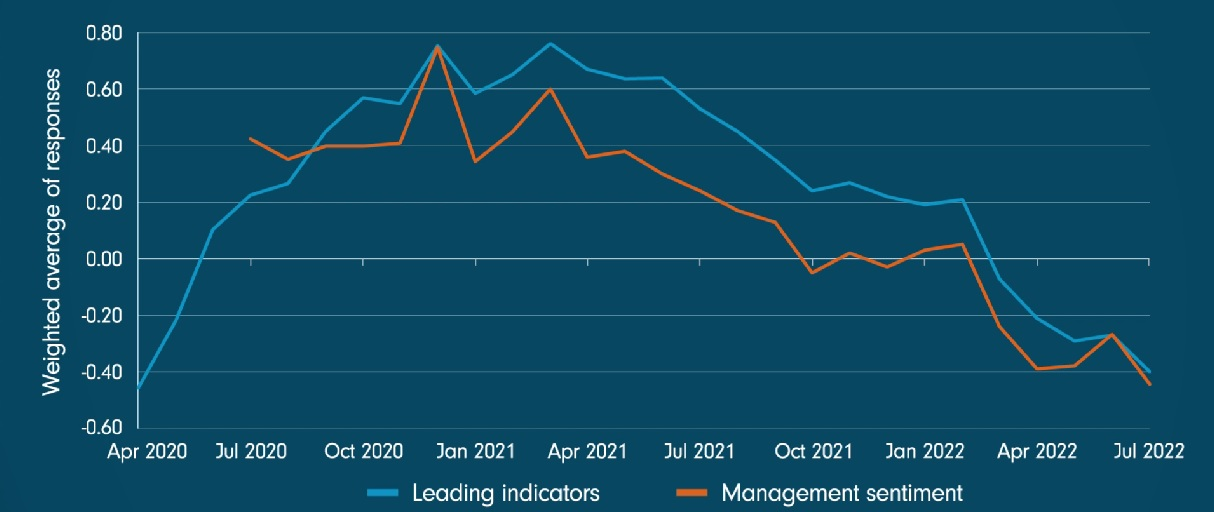 Weighted average of responses
0.80
0.60
0.40
0.20
0.00
-0.20
-0.40
-0.60
Apr 2020 Jul 2020 Oct 2020 Jan 2021 Apr 2021 Jul 2021 Oct 2021 Jan 2022 Apr 2022 Jul 2022
Leading indicators Management sentiment